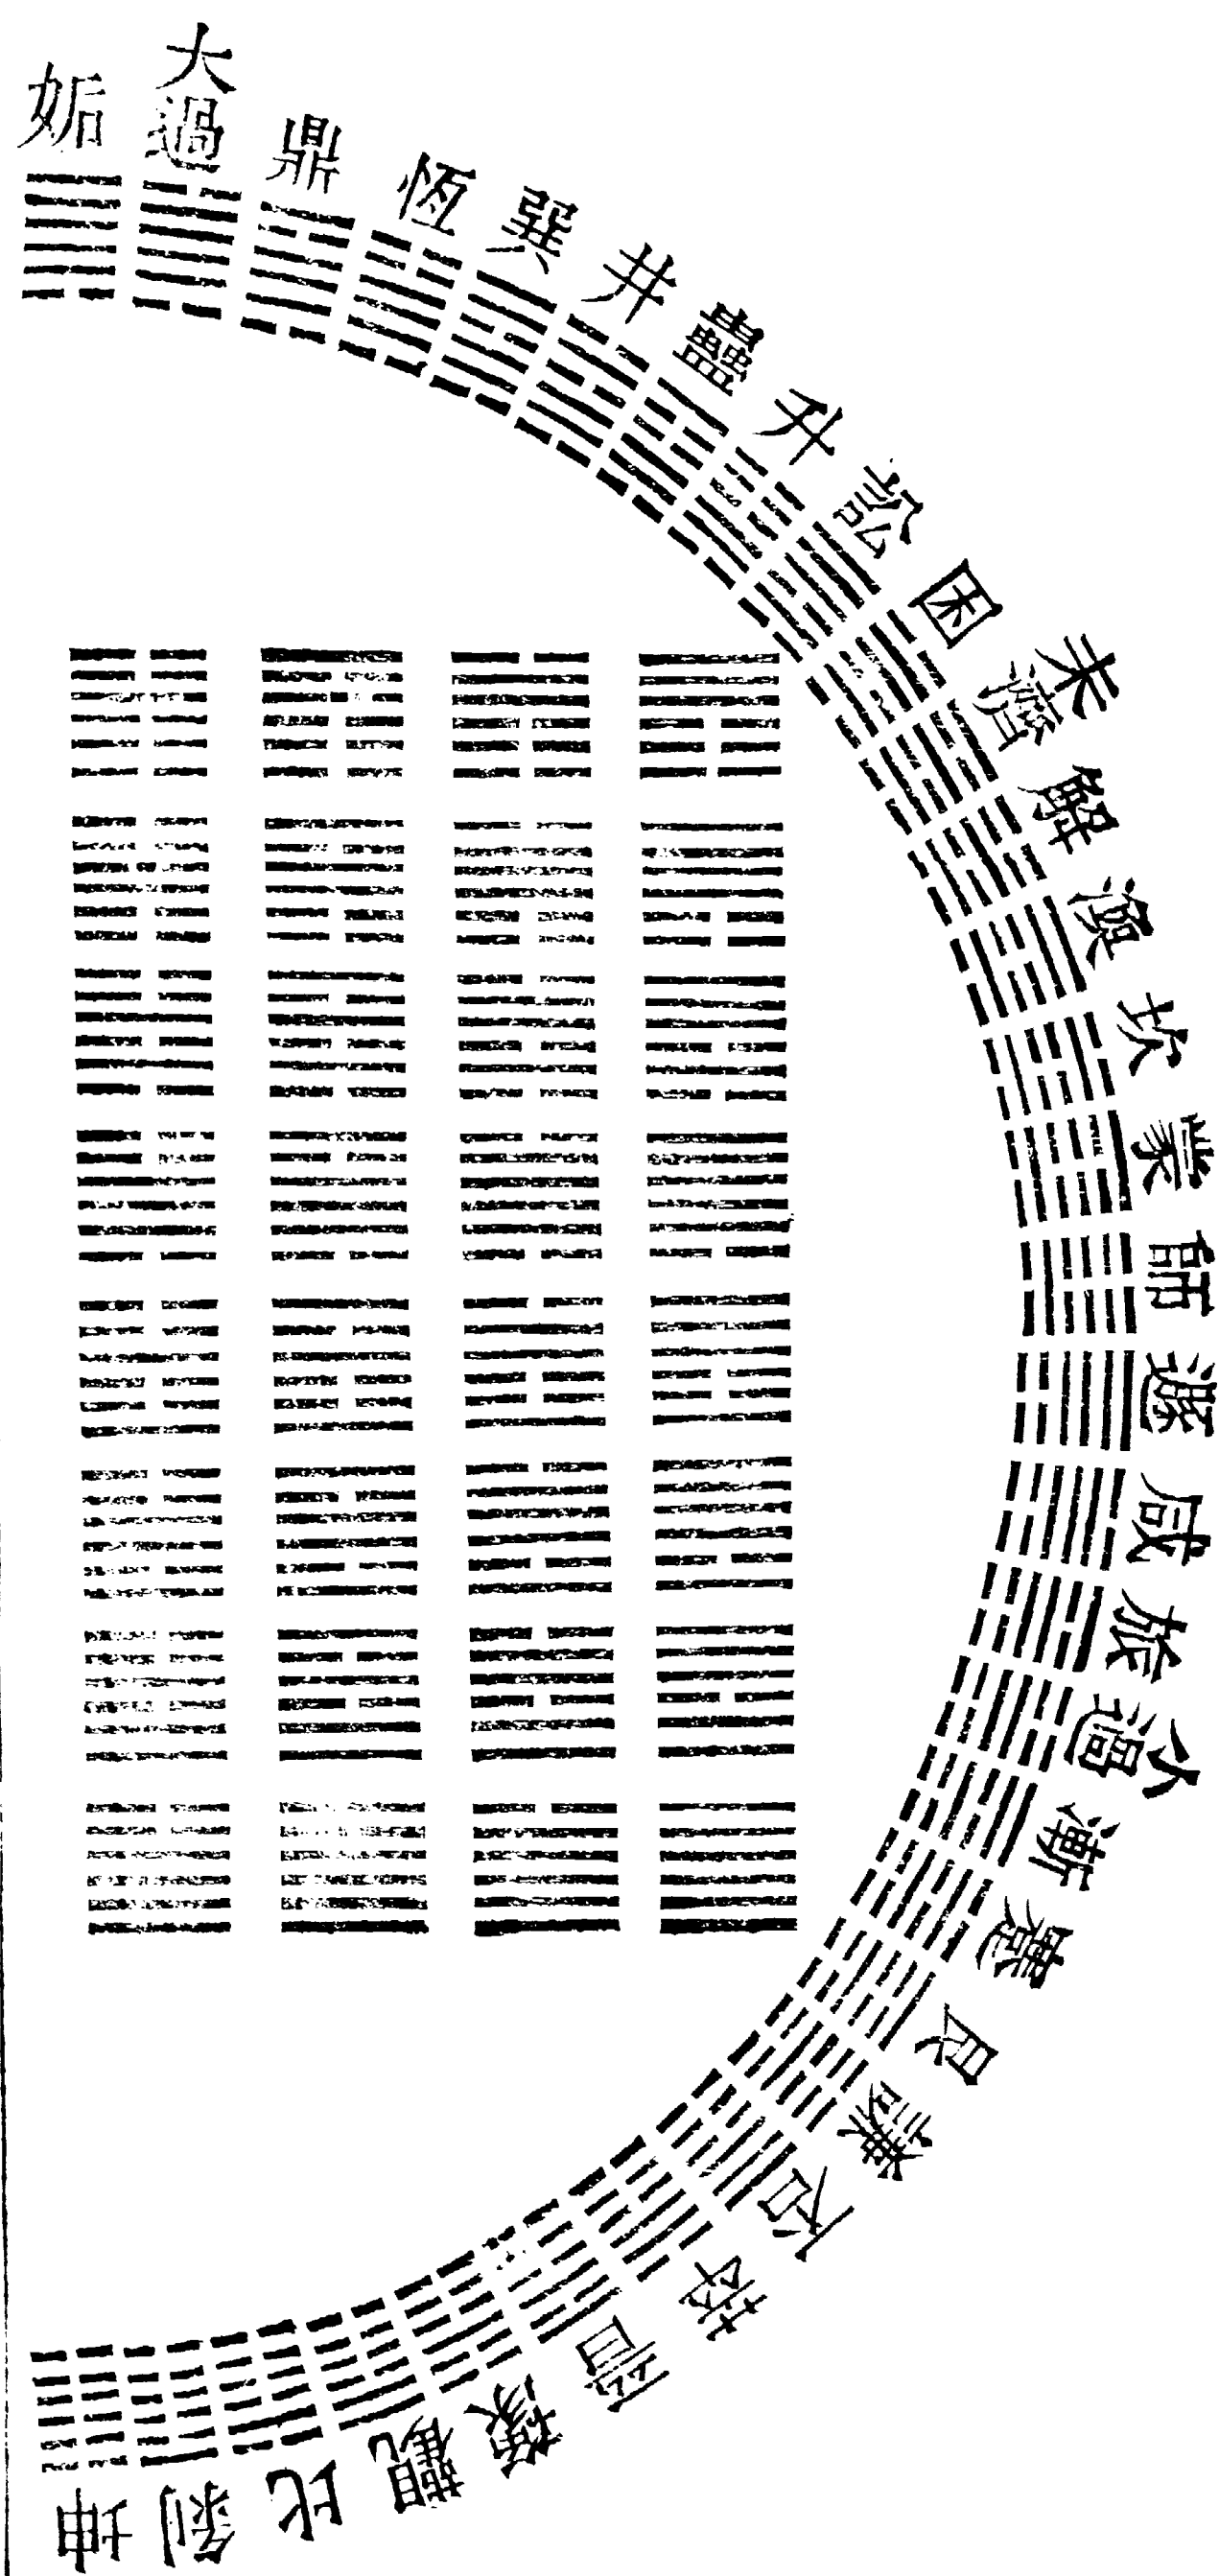 姤
大過
鼎
恆
巽
井
蠱
升
訟
困
未濟
解
渙
坎
蒙
師
遯
咸
旅
小過
漸
蹇
艮
謙
否
萃
晉
豫
觀
比
剝
坤